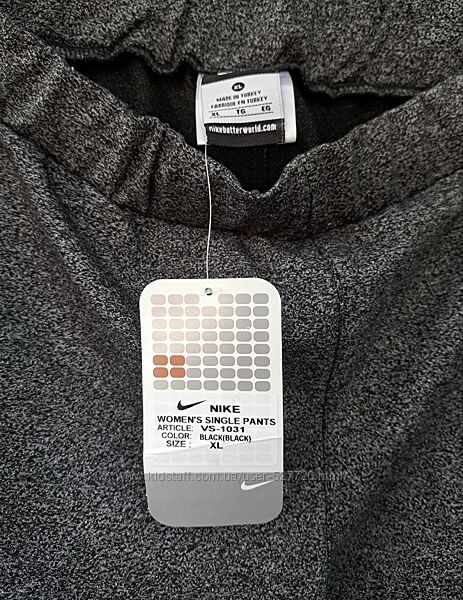 XL
MADE IN TURKEY
FABRIQUE EN TURKEY
XL TG EG
nikebetterworld.com
NIKE
WOMEN'S SINGLE PANTS
ARTICLE: VS-1031
COLOR: BLACK(BLACK)
SIZE : XL